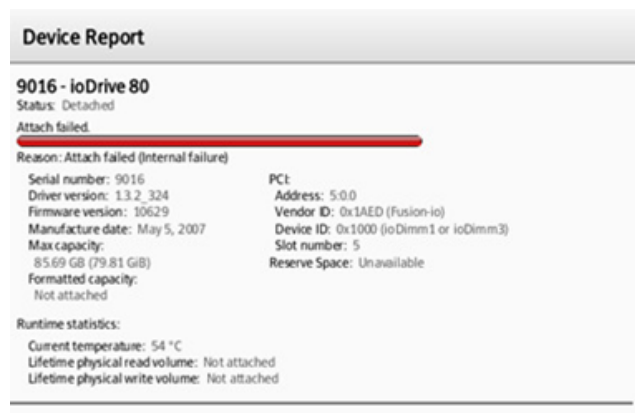 Device Report
9016 - ioDrive 80
Status: Detached
Attach failed.
Reason: Attach failed (Internal failure)
Serial number: 9016
Driver version: 1.3.2_324
Firmware version: 10629
Manufacture date: May 5, 2007
Max capacity:
85.69 GB (79.81 GiB)
Formatted capacity:
Not attached
PCI:
Address: 5:0.0
Vendor ID: 0x1AED (Fusion-io)
Device ID: 0x1000 (ioDimm1 or ioDimm3)
Slot number: 5
Reserve Space: Unavailable
Runtime statistics:
Current temperature: 54 °C
Lifetime physical read volume: Not attached
Lifetime physical write volume: Not attached